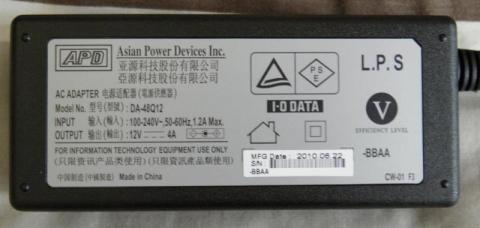 APD
Asian Power Devices Inc.
亚源科技股份有限公司
亞源科技股份有限公司
AC ADAPTER 电源适配器 (電源供應器)
Model No. 型号(型號): DA-48Q12
INPUT 输入(輸入): 100-240V~,50-60Hz,1.2A Max.
OUTPUT 输出(輸出): 12V 4A
FOR INFORMATION TECHNOLOGY EQUIPMENT USE ONLY
(只限资讯产品类使用) (只限資訊產品類使用)
中国制造 (中國製造) Made in China
PSE
I-O DATA
L.P.S
V
EFFICIENCY LEVEL
MFG Date : 2010.06.22
S/N
-BBAA
-BBAA
CW-01 F3